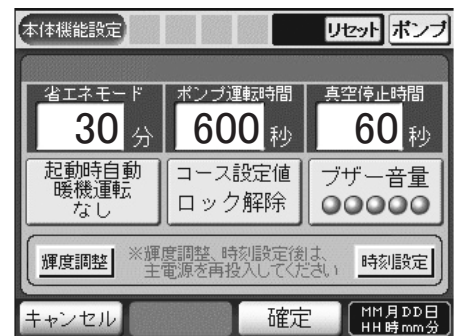 本体機能設定
リセット
ポンプ
省エネモード
30 分
ポンプ運転時間
600 秒
真空停止時間
60 秒
起動時自動
暖機運転
なし
コース設定値
ロック解除
ブザー音量
輝度調整
※輝度調整、時刻設定後は、
主電源を再投入してください
時刻設定
キャンセル
確定
MM月DD日
HH時mm分